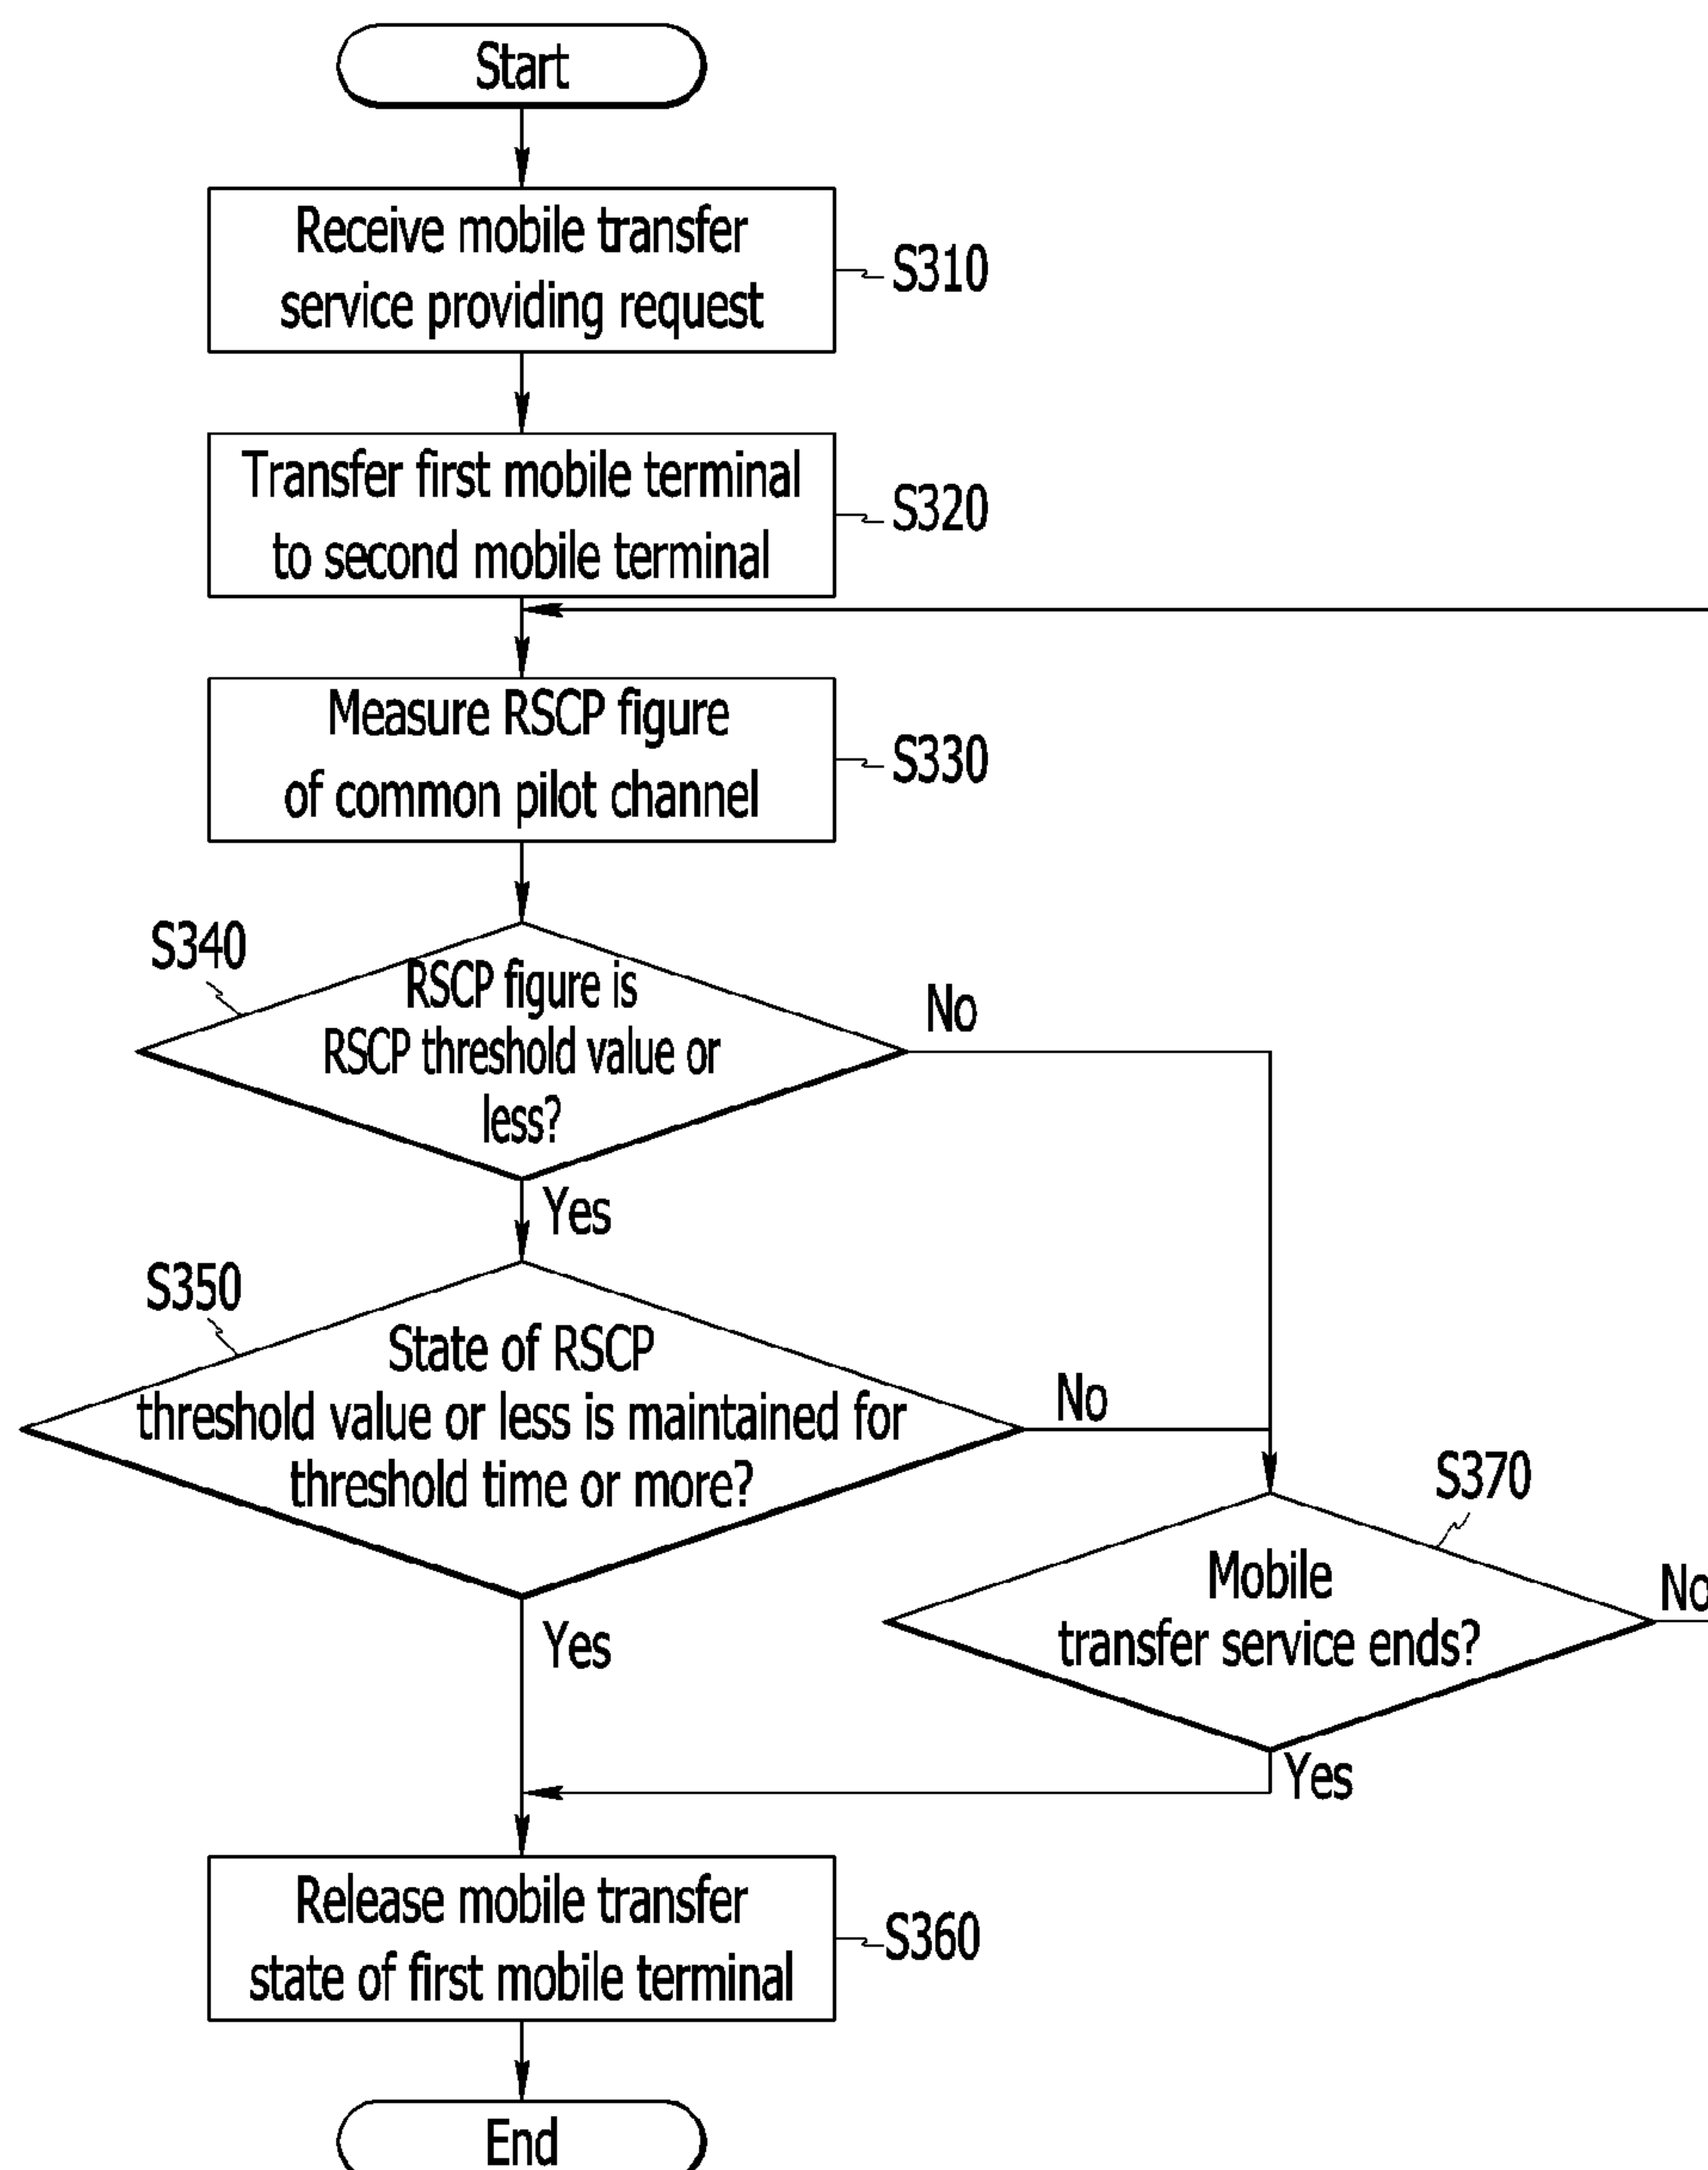 Start
Receive mobile transfer
service providing request
S310
Transfer first mobile terminal
to second mobile terminal
S320
Measure RSCP figure
of common pilot channel
S330
S340
RSCP figure is
RSCP threshold value or
less?
No
Yes
S350
State of RSCP
threshold value or less is maintained for
threshold time or more?
No
Yes
S370
Mobile
transfer service ends?
No
Yes
Release mobile transfer
state of first mobile terminal
S360
End